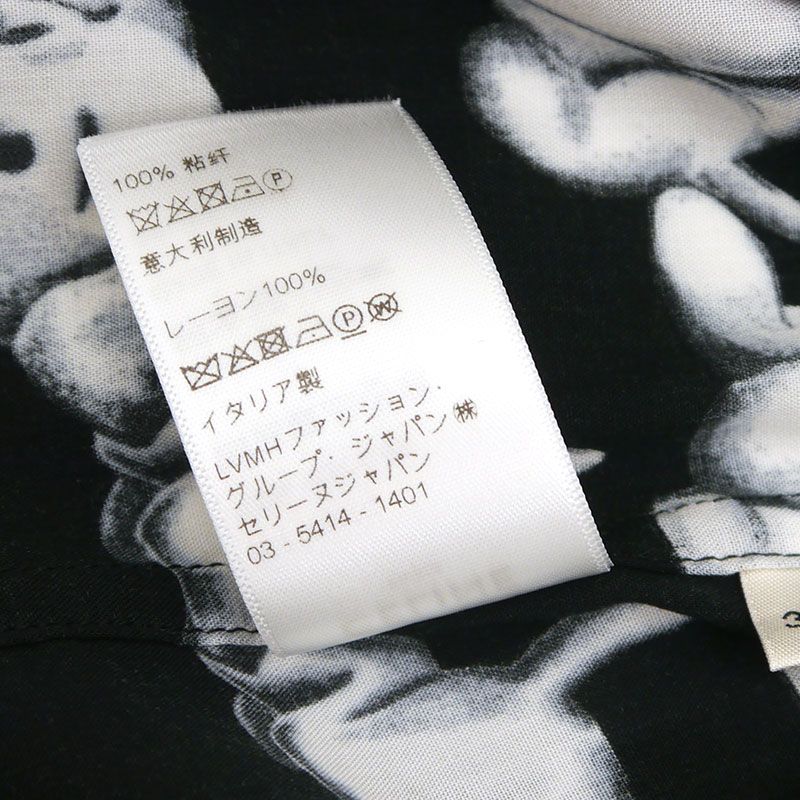 100% 粘纤
P
意大利制造
レーヨン100%
P W
イタリア製
LVMHファッション・
グループ・ジャパン㈱
セリーヌジャパン
03 - 5414 - 1401
3